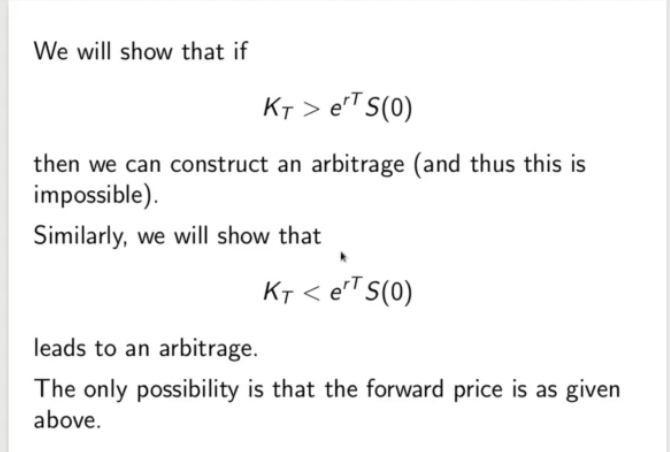 We will show that if
K_T > e^{rT} S(0)
then we can construct an arbitrage (and thus this is
impossible).
Similarly, we will show that
K_T < e^{rT} S(0)
leads to an arbitrage.
The only possibility is that the forward price is as given
above.